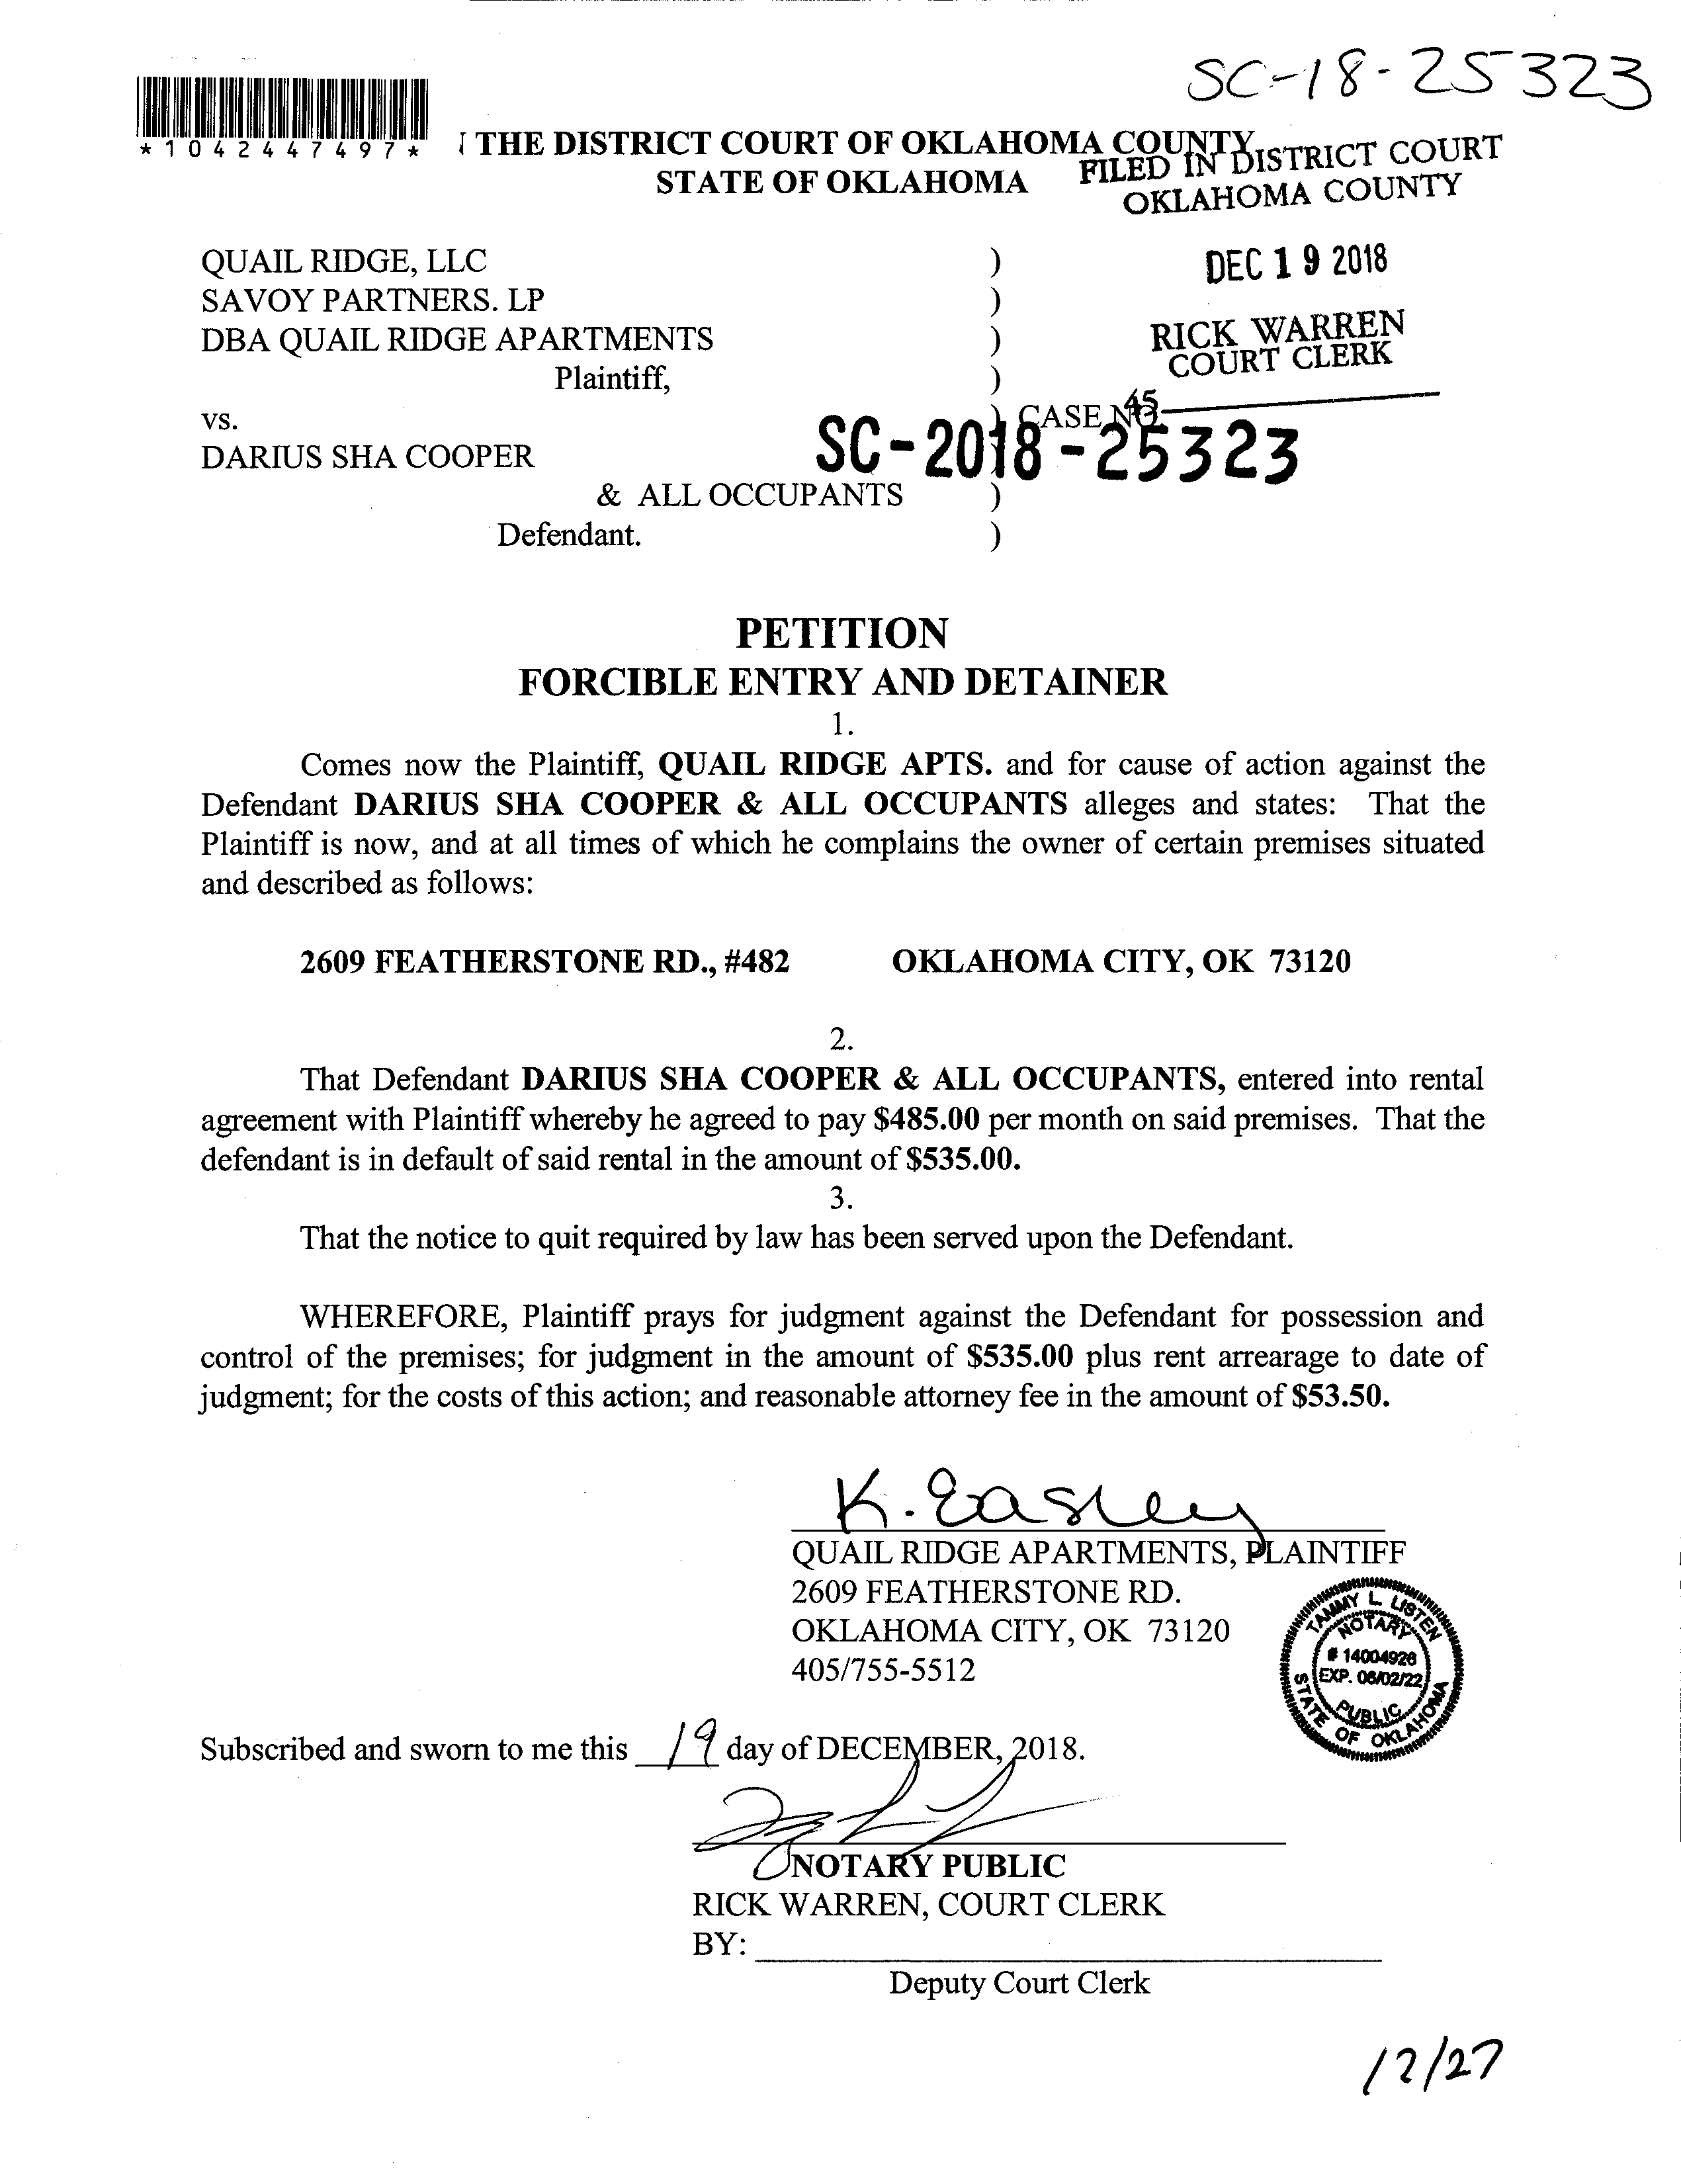 SC-18-25323
*1042447497*
THE DISTRICT COURT OF OKLAHOMA COUNTY
STATE OF OKLAHOMA
FILED IN DISTRICT COURT
OKLAHOMA COUNTY
DEC 19 2018
RICK WARREN
COURT CLERK
45
QUAIL RIDGE, LLC )
SAVOY PARTNERS. LP )
DBA QUAIL RIDGE APARTMENTS )
Plaintiff, )
vs. ) CASE NO.
SC-2018-25323
DARIUS SHA COOPER
& ALL OCCUPANTS )
Defendant. )
PETITION
FORCIBLE ENTRY AND DETAINER
1.
Comes now the Plaintiff, QUAIL RIDGE APTS. and for cause of action against the
Defendant DARIUS SHA COOPER & ALL OCCUPANTS alleges and states: That the
Plaintiff is now, and at all times of which he complains the owner of certain premises situated
and described as follows:
2609 FEATHERSTONE RD., #482 OKLAHOMA CITY, OK 73120
2.
That Defendant DARIUS SHA COOPER & ALL OCCUPANTS, entered into rental
agreement with Plaintiff whereby he agreed to pay $485.00 per month on said premises. That the
defendant is in default of said rental in the amount of $535.00.
3.
That the notice to quit required by law has been served upon the Defendant.
WHEREFORE, Plaintiff prays for judgment against the Defendant for possession and
control of the premises; for judgment in the amount of $535.00 plus rent arrearage to date of
judgment; for the costs of this action; and reasonable attorney fee in the amount of $53.50.
K. Easley
QUAIL RIDGE APARTMENTS, PLAINTIFF
2609 FEATHERSTONE RD.
OKLAHOMA CITY, OK 73120
405/755-5512
TAMMY L. LISTEN
NOTARY
# 14004926
EXP. 06/02/22
PUBLIC
STATE OF OKLAHOMA
Subscribed and sworn to me this 19 day of DECEMBER, 2018.
NOTARY PUBLIC
RICK WARREN, COURT CLERK
BY:
Deputy Court Clerk
12/27